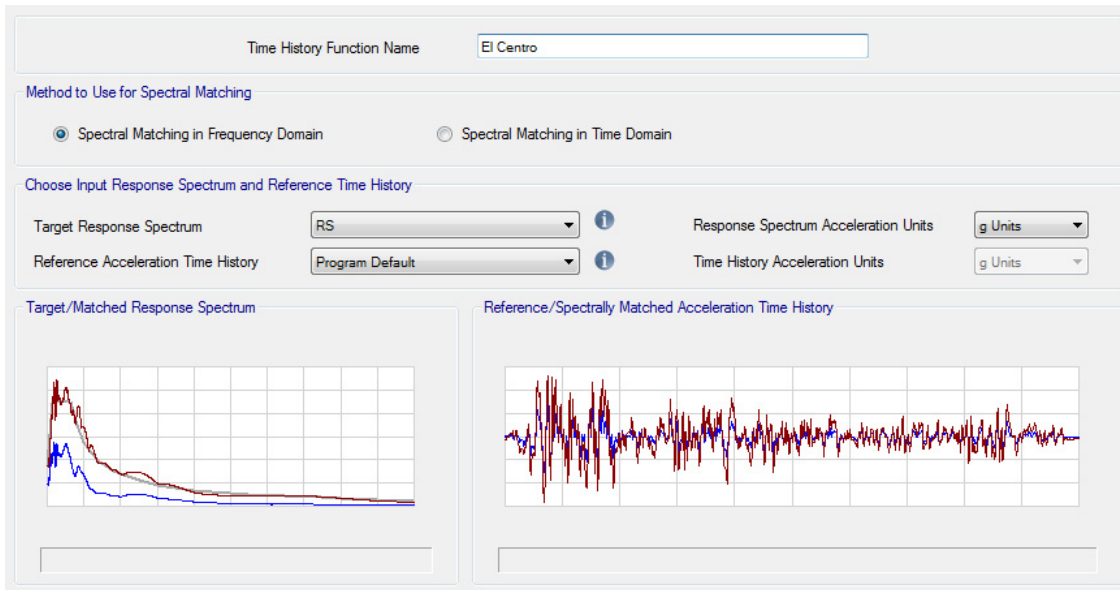 Time History Function Name El Centro
Method to Use for Spectral Matching
Spectral Matching in Frequency Domain Spectral Matching in Time Domain
Choose Input Response Spectrum and Reference Time History
Target Response Spectrum RS Response Spectrum Acceleration Units g Units
Reference Acceleration Time History Program Default Time History Acceleration Units g Units
Target/Matched Response Spectrum Reference/Spectrally Matched Acceleration Time History